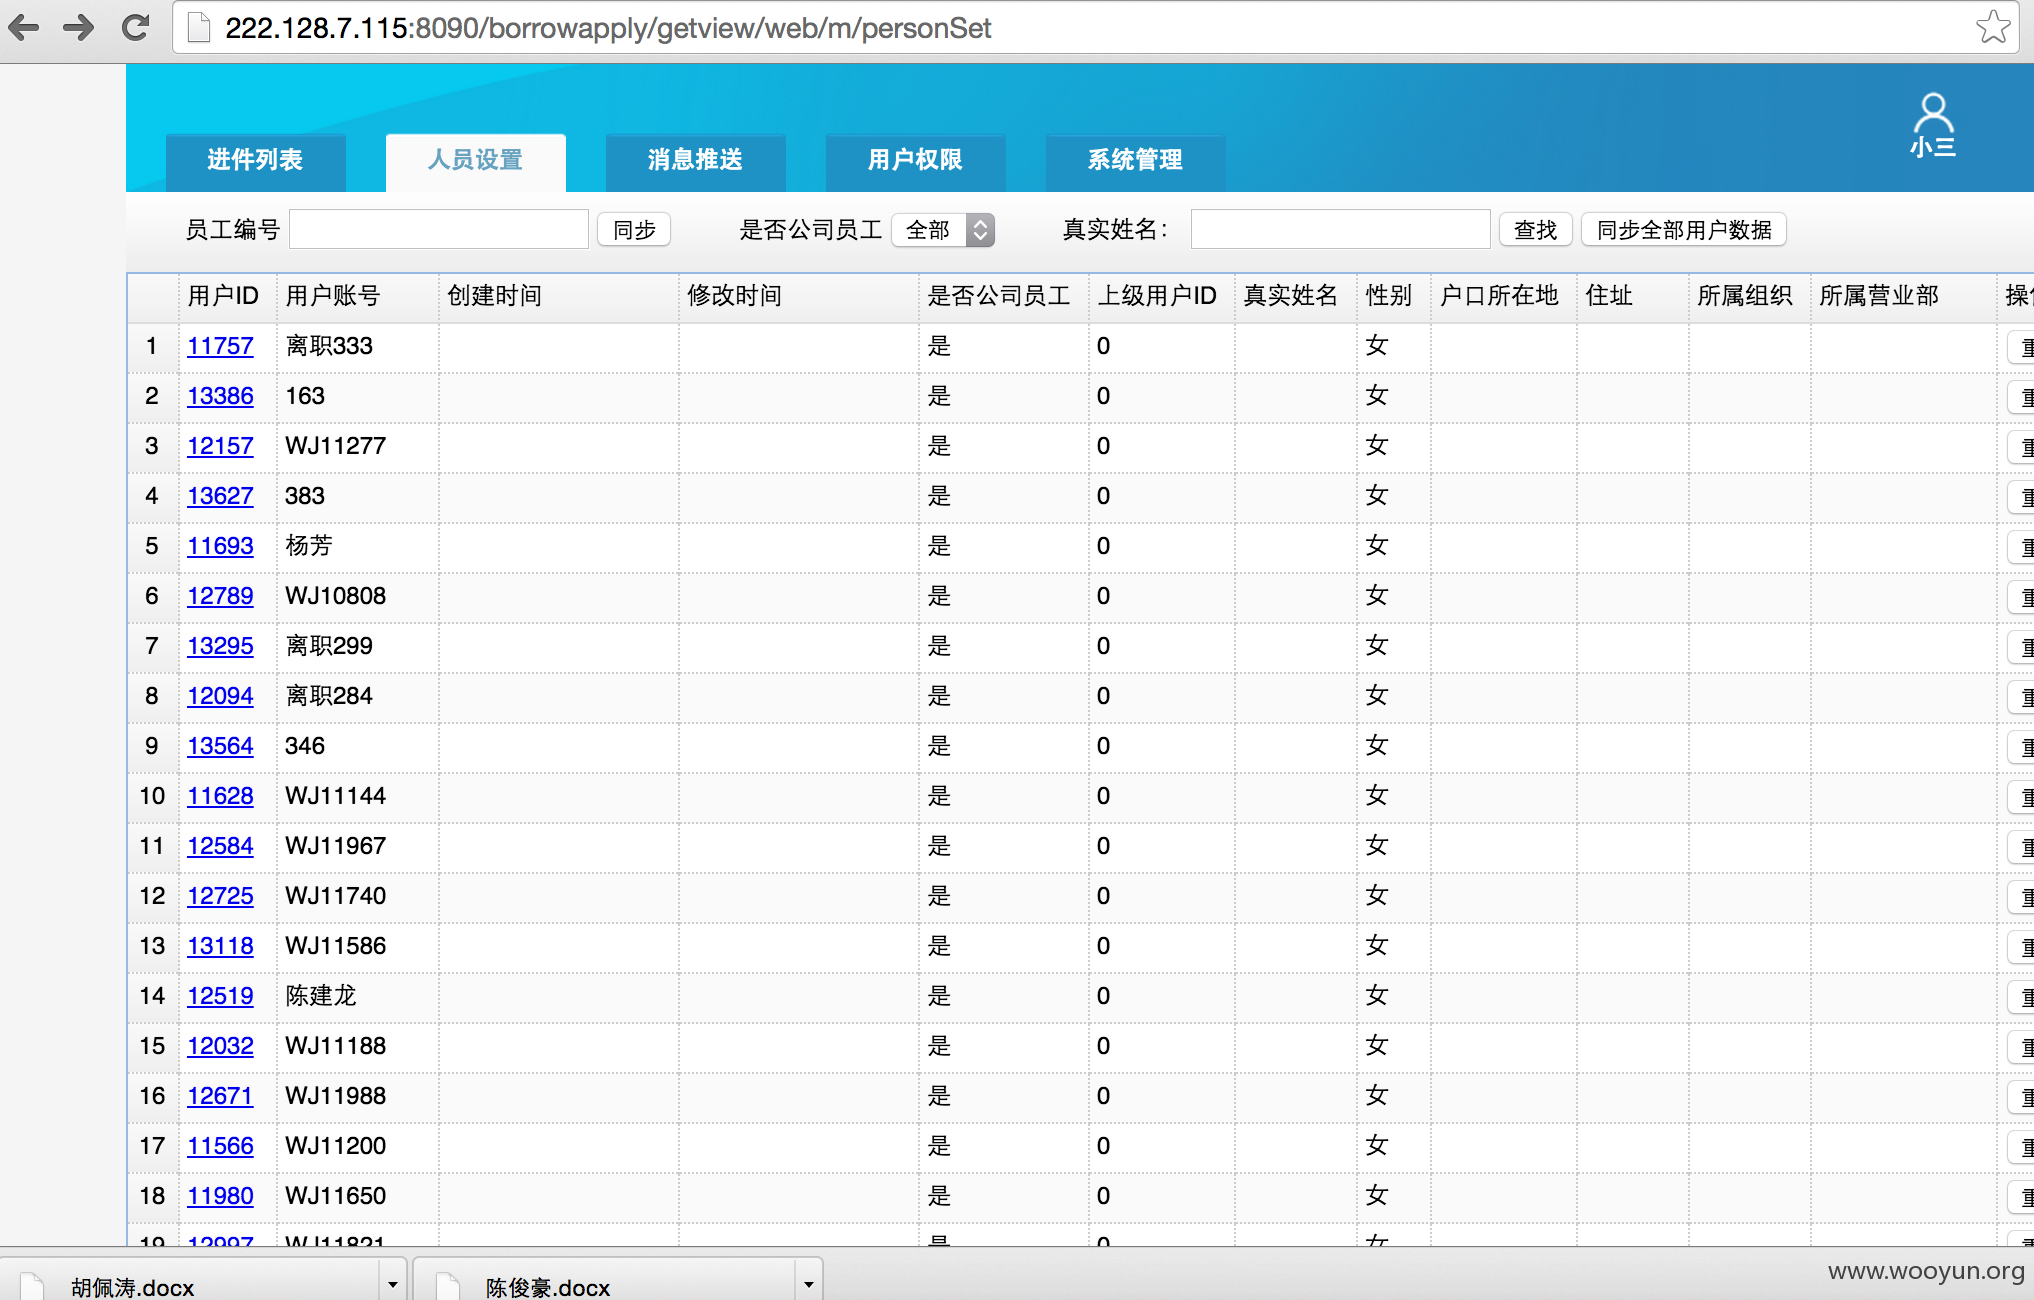 222.128.7.115:8090/borrowapply/getview/web/m/personSet
小三
进件列表 人员设置 消息推送 用户权限 系统管理
员工编号 同步 是否公司员工 全部 真实姓名： 查找 同步全部用户数据
用户ID 用户账号 创建时间 修改时间 是否公司员工 上级用户ID 真实姓名 性别 户口所在地 住址 所属组织 所属营业部 操
1 11757 离职333 是 0 女 重
2 13386 163 是 0 女 重
3 12157 WJ11277 是 0 女 重
4 13627 383 是 0 女 重
5 11693 杨芳 是 0 女 重
6 12789 WJ10808 是 0 女 重
7 13295 离职299 是 0 女 重
8 12094 离职284 是 0 女 重
9 13564 346 是 0 女 重
10 11628 WJ11144 是 0 女 重
11 12584 WJ11967 是 0 女 重
12 12725 WJ11740 是 0 女 重
13 13118 WJ11586 是 0 女 重
14 12519 陈建龙 是 0 女 重
15 12032 WJ11188 是 0 女 重
16 12671 WJ11988 是 0 女 重
17 11566 WJ11200 是 0 女 重
18 11980 WJ11650 是 0 女 重
19 12997 WJ11821 是 0 女
胡佩涛.docx 陈俊豪.docx
www.wooyun.org